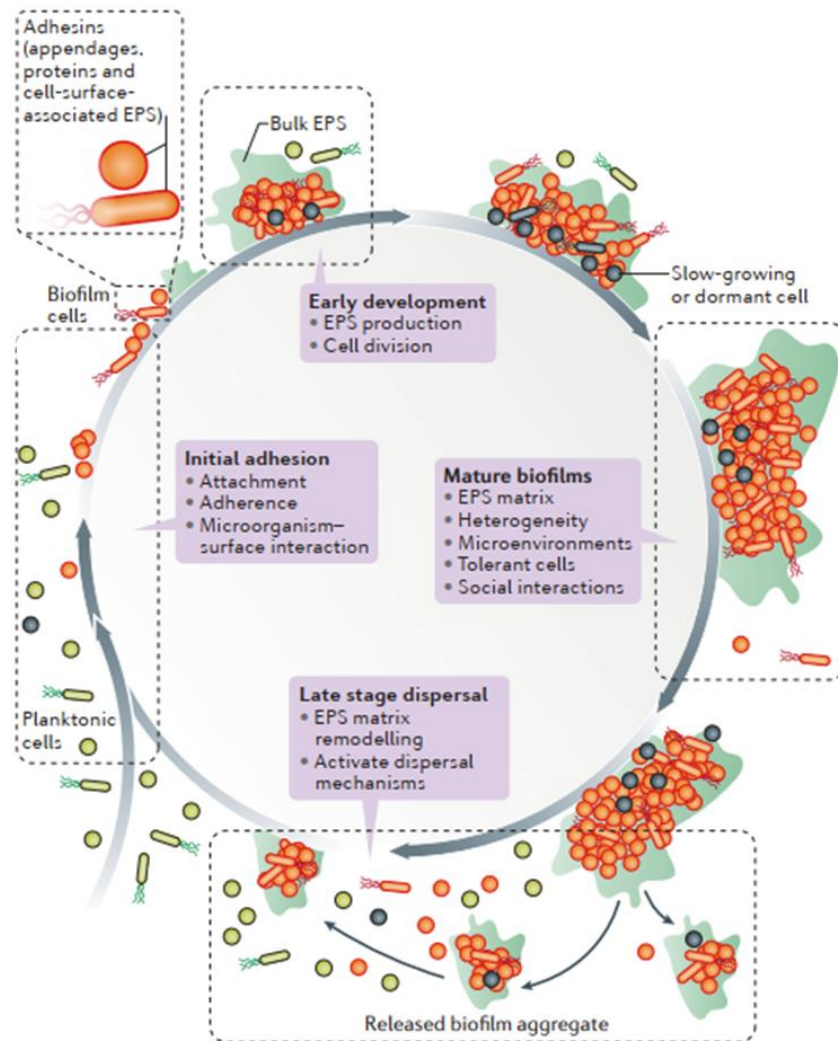 Adhesins
(appendages,
proteins and
cell-surface-
associated EPS)
Bulk EPS
Slow-growing
or dormant cell
Biofilm
cells
Early development
• EPS production
• Cell division
Initial adhesion
• Attachment
• Adherence
• Microorganism–
surface interaction
Mature biofilms
• EPS matrix
• Heterogeneity
• Microenvironments
• Tolerant cells
• Social interactions
Planktonic
cells
Late stage dispersal
• EPS matrix
remodelling
• Activate dispersal
mechanisms
Released biofilm aggregate